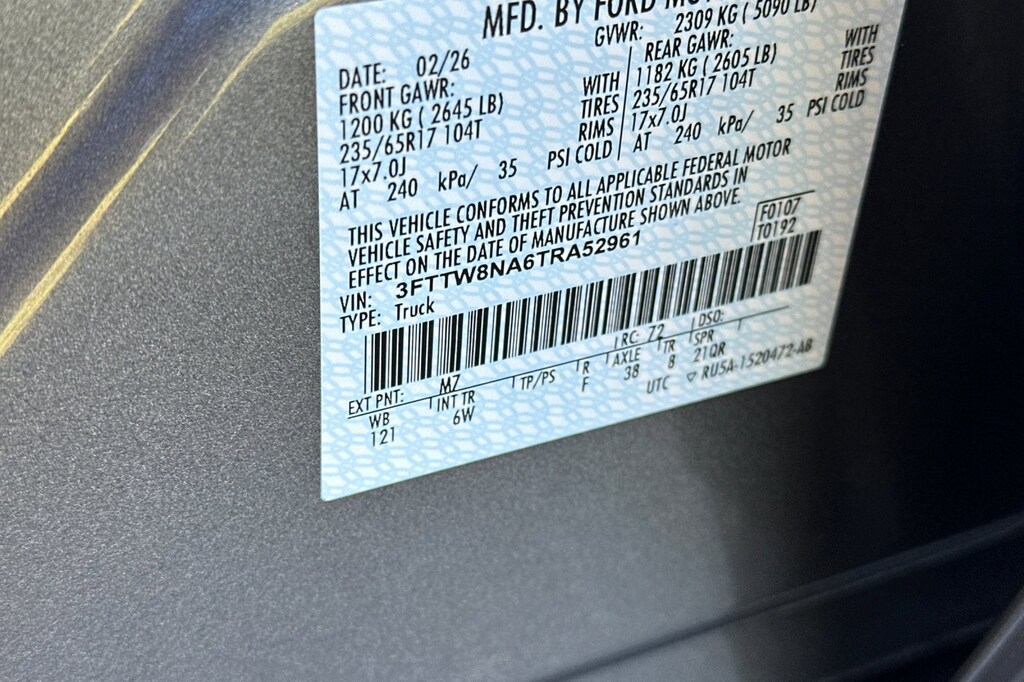 MFD. BY FORD
DATE: 02/26
GVWR: 2309 KG ( 5090 LB)
FRONT GAWR:
1200 KG ( 2645 LB) WITH
235/65R17 104T TIRES
17x7.0J RIMS
AT 240 kPa/ 35 PSI COLD
REAR GAWR:
1182 KG ( 2605 LB) WITH
235/65R17 104T TIRES
17x7.0J RIMS
AT 240 kPa/ 35 PSI COLD
THIS VEHICLE CONFORMS TO ALL APPLICABLE FEDERAL MOTOR
VEHICLE SAFETY AND THEFT PREVENTION STANDARDS IN
EFFECT ON THE DATE OF MANUFACTURE SHOWN ABOVE.
VIN: 3FTTW8NA6TRA52961
TYPE: Truck
F0107
T0192
EXT PNT: M7 RC: 72 DSO:
WB INT TR TP/PS R AXLE TR SPR
121 6W F 38 8 21QR
UTC ▽ RU5A-1520472-AB